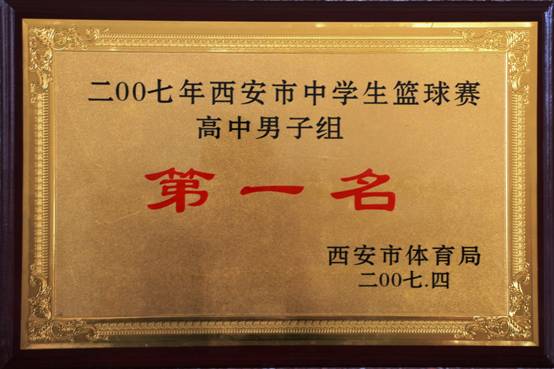 二00七年西安市中学生篮球赛
高中男子组
第一名
西安市体育局
二00七.四